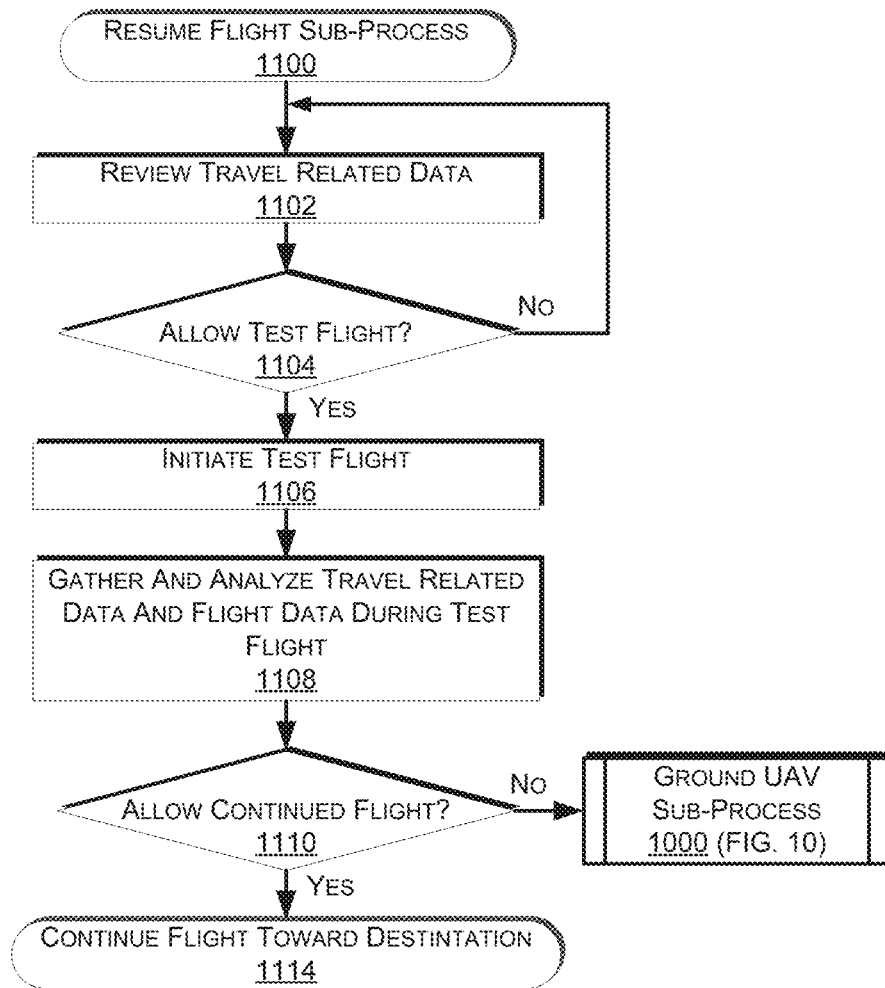 RESUME FLIGHT SUB-PROCESS
1100
REVIEW TRAVEL RELATED DATA
1102
NO
ALLOW TEST FLIGHT?
1104
YES
INITIATE TEST FLIGHT
1106
GATHER AND ANALYZE TRAVEL RELATED
DATA AND FLIGHT DATA DURING TEST
FLIGHT
1108
NO
ALLOW CONTINUED FLIGHT?
1110
GROUND UAV
SUB-PROCESS
1000 (FIG. 10)
YES
CONTINUE FLIGHT TOWARD DESTINTATION
1114